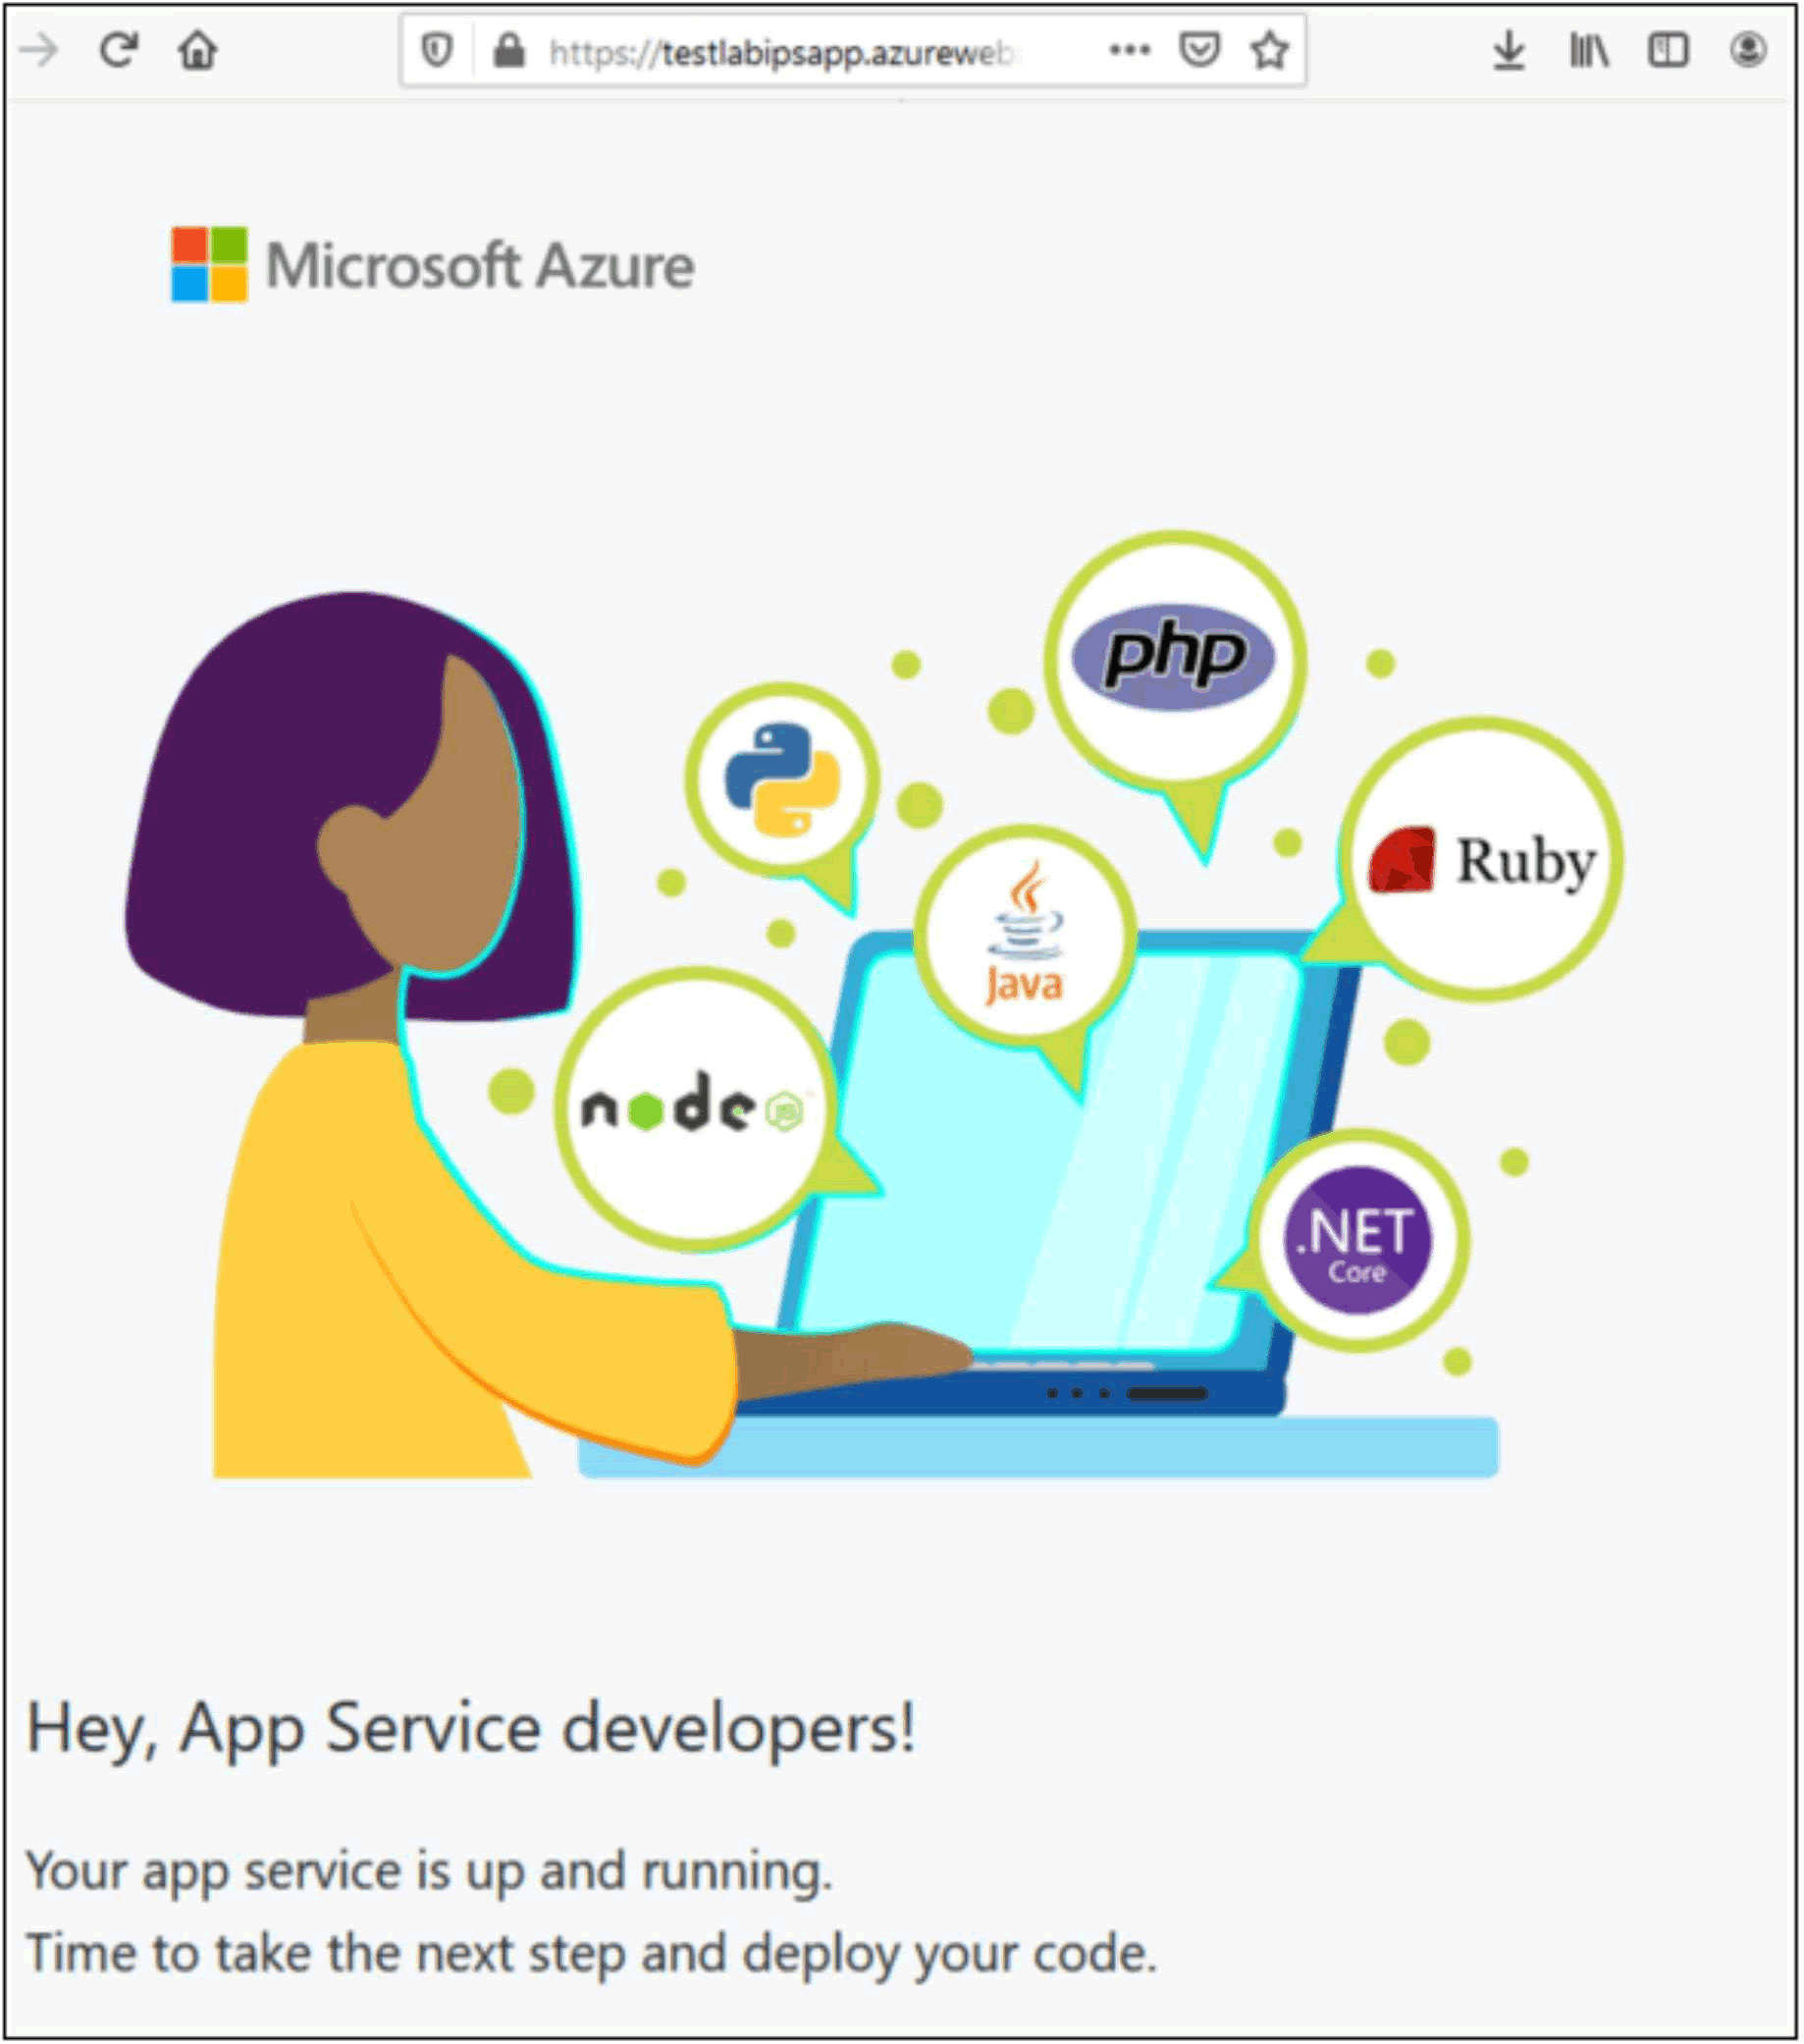 https://testlabipsapp.azureweb
Microsoft Azure
php
Ruby
Java
node
JS
.NET
Core
Hey, App Service developers!
Your app service is up and running.
Time to take the next step and deploy your code.